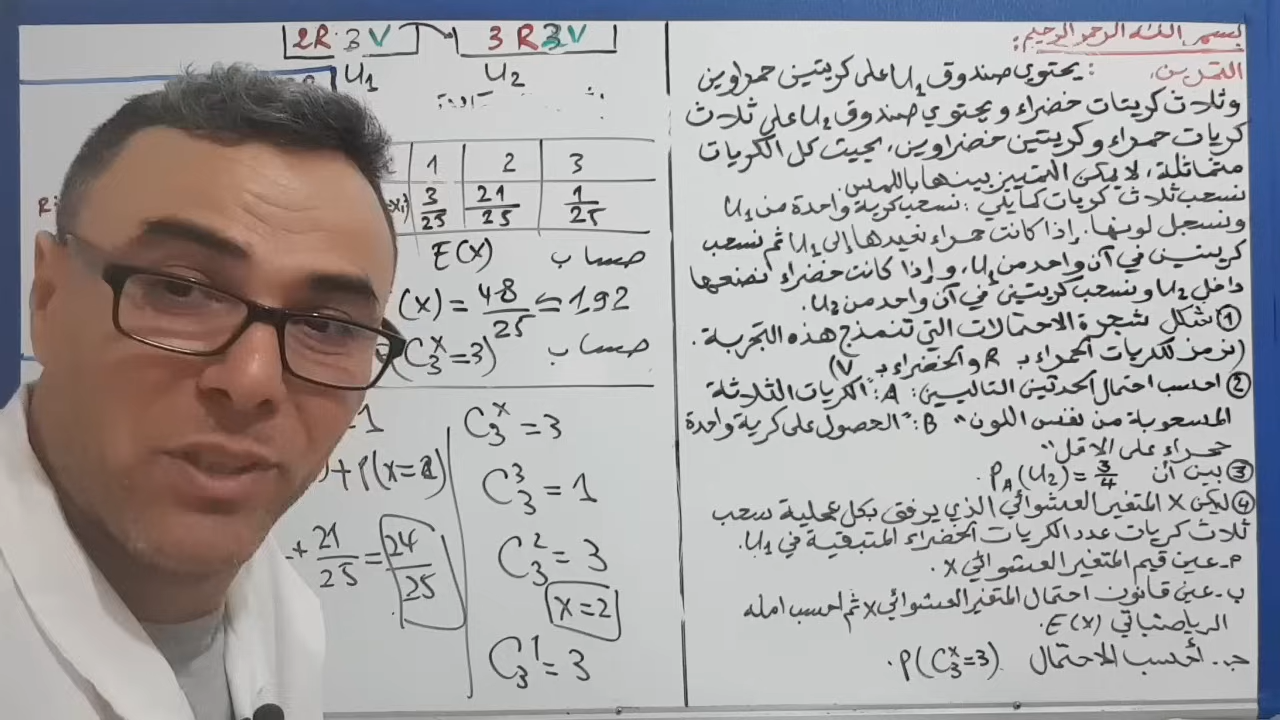 بسم الله الرحمن الرحيم:
التمرين: يحتوي صندوق U₁ على كريتين حمراوين
وثلاث كريات خضراء ويحتوي صندوق U₂ على ثلاث
كريات حمراء وكريتين خضراوين، بحيث كل الكريات
متماثلة، لا يمكن التمييز بينها باللمس.
نسحب ثلاث كريات كمايلي: نسحب كرية واحدة من U₁
ونسجل لونها. إذا كانت حمراء نعيدها إلى U₁ ثم نسحب
كريتين في آن واحد من U₁، وإذا كانت خضراء نضعها
داخل U₂ ونسحب كريتين في آن واحد من U₂.
① شكل شجرة الاحتمالات التي تنمذج هذه التجربة.
(نرمز للكريات الحمراء بـ R والخضراء بـ V)
② احسب احتمال الحدثين التاليين: A: "الكريات الثلاثة
المسحوبة من نفس اللون" B: "الحصول على كرية واحدة
حمراء على الاقل"
③ بين أن P_A(U₂) = 3/4.
④ ليكن X المتغير العشوائي الذي يرفق بكل عملية سحب
ثلاث كريات عدد الكريات الخضراء المتبقية في U₁.
م- عين قيم المتغير العشوائي X.
ب- عين قانون احتمال المتغير العشوائي X ثم احسب امله
الرياضياتي E(X).
ج- أحسب الاحتمال P(C₃ˣ=3).
2R 3V 3R3V
U₁ U₂
1 2 3
3/25 21/25 1/25
حساب E(X)
(X) = 48/25 = 1,92
حساب (C₃ˣ=3)
1
+ P(X=2)
+ 21/25 = 24/25
C₃ˣ = 3
C₃³ = 1
C₃² = 3
X=2
C₃¹ = 3